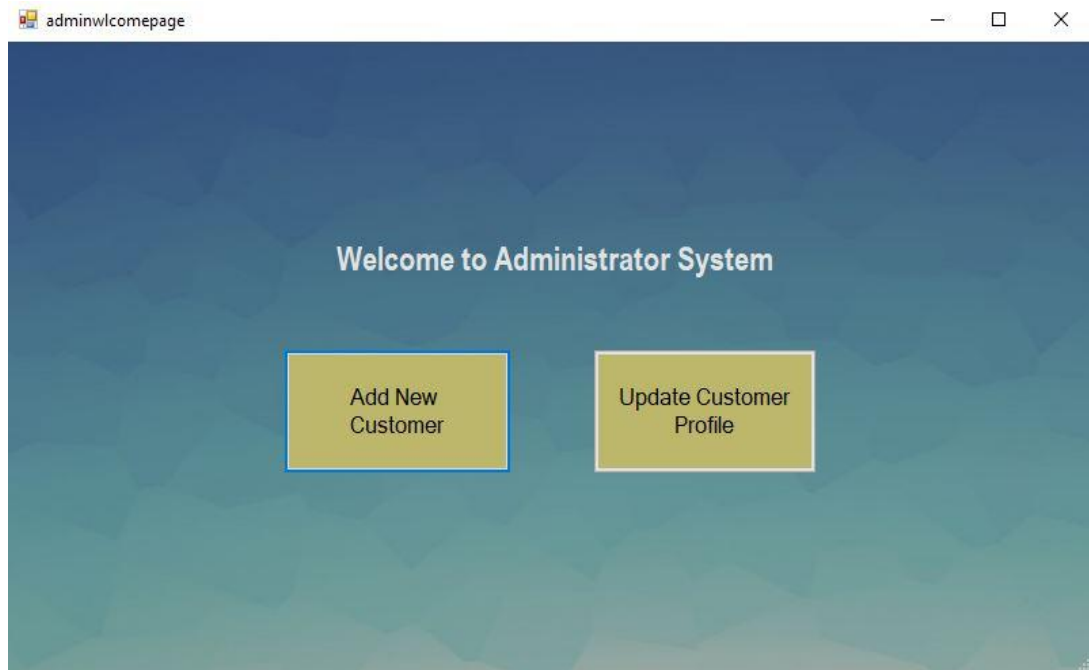 adminwlcomepage
Welcome to Administrator System
Add New
Customer
Update Customer
Profile